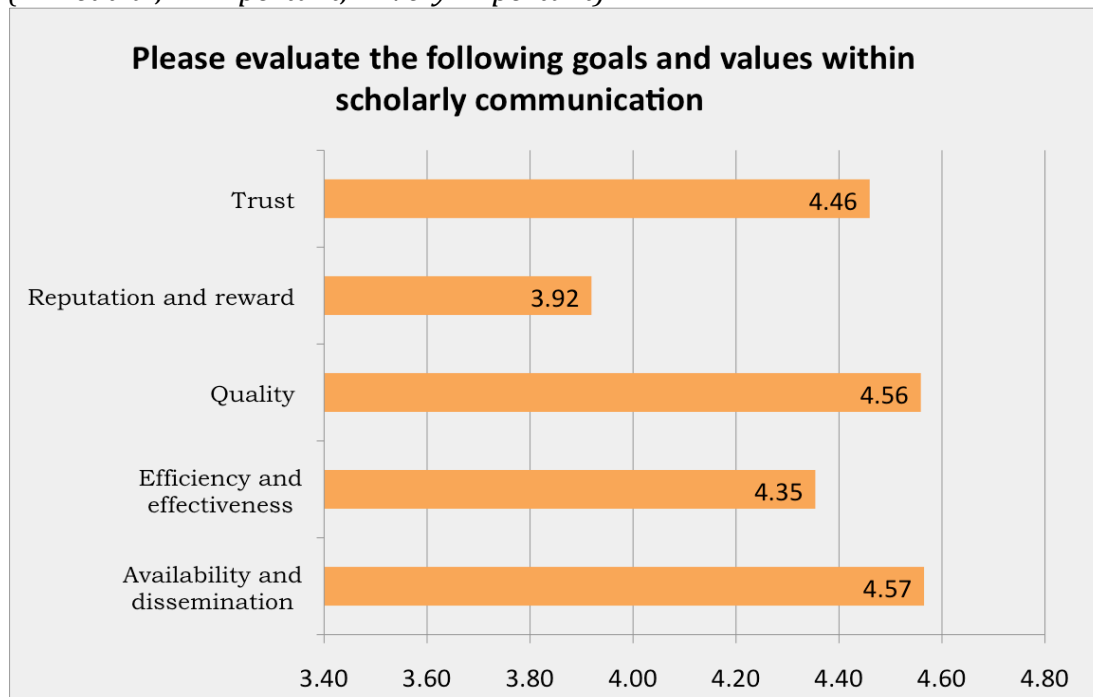 Please evaluate the following goals and values within
scholarly communication
Trust
4.46
Reputation and reward
3.92
Quality
4.56
Efficiency and
effectiveness
4.35
Availability and
dissemination
4.57
3.40 3.60 3.80 4.00 4.20 4.40 4.60 4.80